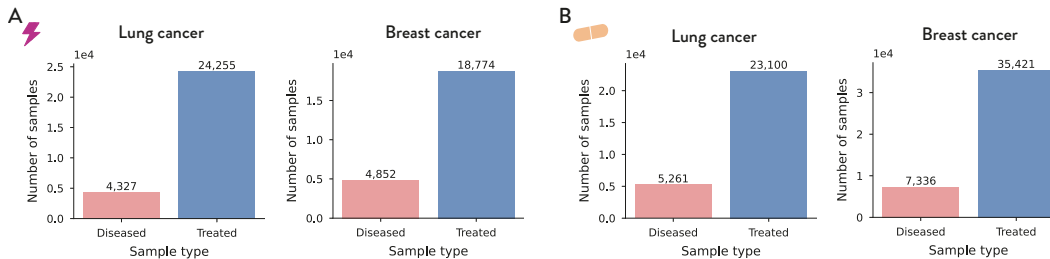 A
Lung cancer
1e4
Number of samples
2.5
2.0
1.5
1.0
0.5
0.0
4,327
24,255
Diseased
Treated
Sample type
Breast cancer
1e4
Number of samples
1.5
1.0
0.5
0.0
4,852
18,774
Diseased
Treated
Sample type
B
Lung cancer
1e4
Number of samples
2.0
1.5
1.0
0.5
0.0
5,261
23,100
Diseased
Treated
Sample type
Breast cancer
1e4
Number of samples
3
2
1
0
7,336
35,421
Diseased
Treated
Sample type